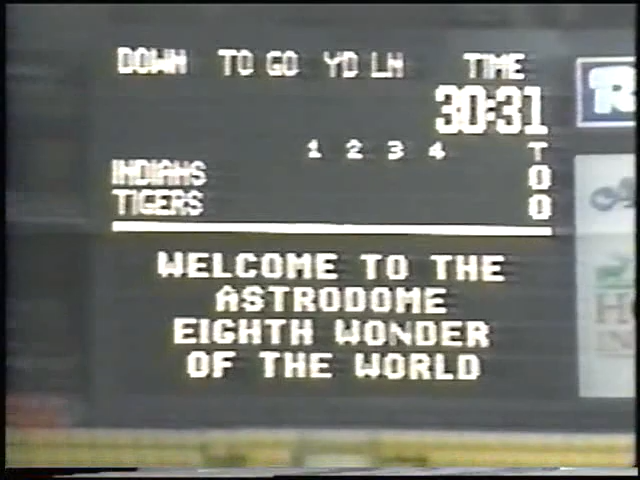 DOWN TO GO YD LN TIME
30:31
1 2 3 4 T
INDIANS 0
TIGERS 0
WELCOME TO THE
ASTRODOME
EIGHTH WONDER
OF THE WORLD